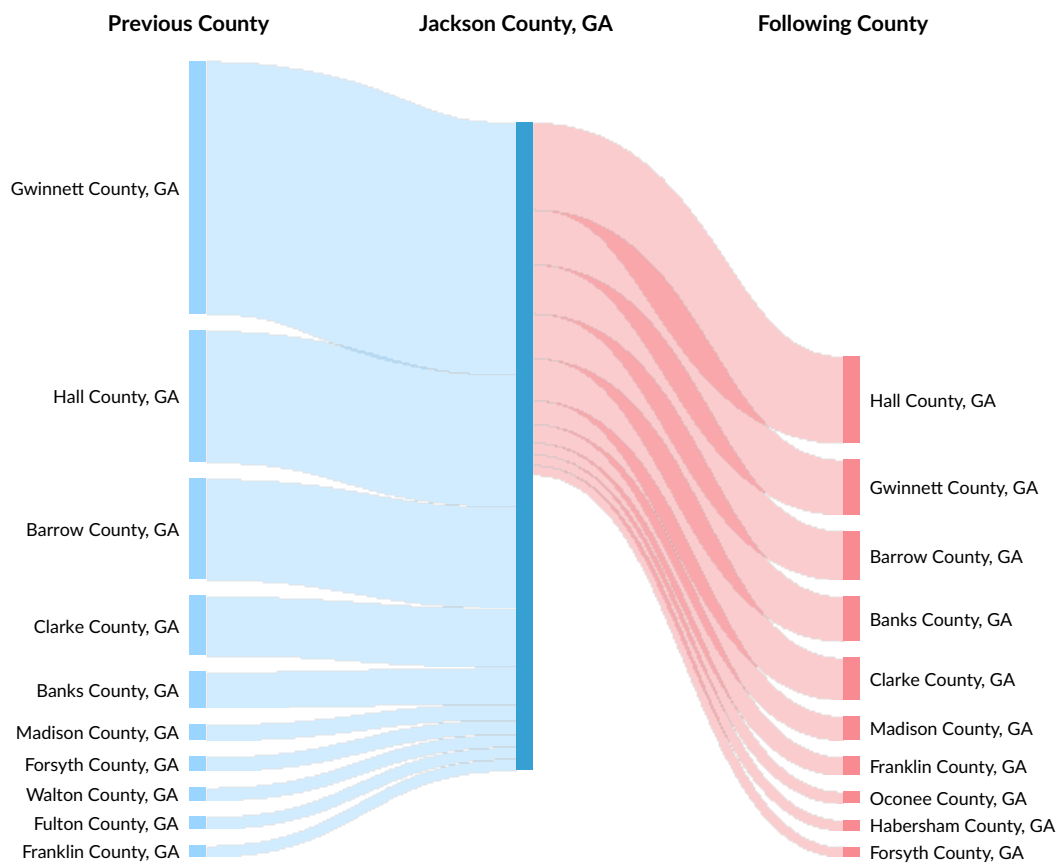 Previous County
Jackson County, GA
Following County
Gwinnett County, GA
Hall County, GA
Barrow County, GA
Clarke County, GA
Banks County, GA
Madison County, GA
Forsyth County, GA
Walton County, GA
Fulton County, GA
Franklin County, GA
Hall County, GA
Gwinnett County, GA
Barrow County, GA
Banks County, GA
Clarke County, GA
Madison County, GA
Franklin County, GA
Oconee County, GA
Habersham County, GA
Forsyth County, GA